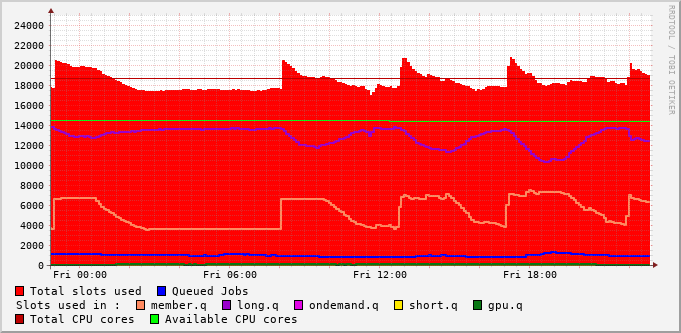 RRDTOOL / TOBI OETIKER
24000
22000
20000
18000
16000
14000
12000
10000
8000
6000
4000
2000
0
Fri 00:00 Fri 06:00 Fri 12:00 Fri 18:00
Total slots used Queued Jobs
Slots used in : member.q long.q ondemand.q short.q gpu.q
Total CPU cores Available CPU cores